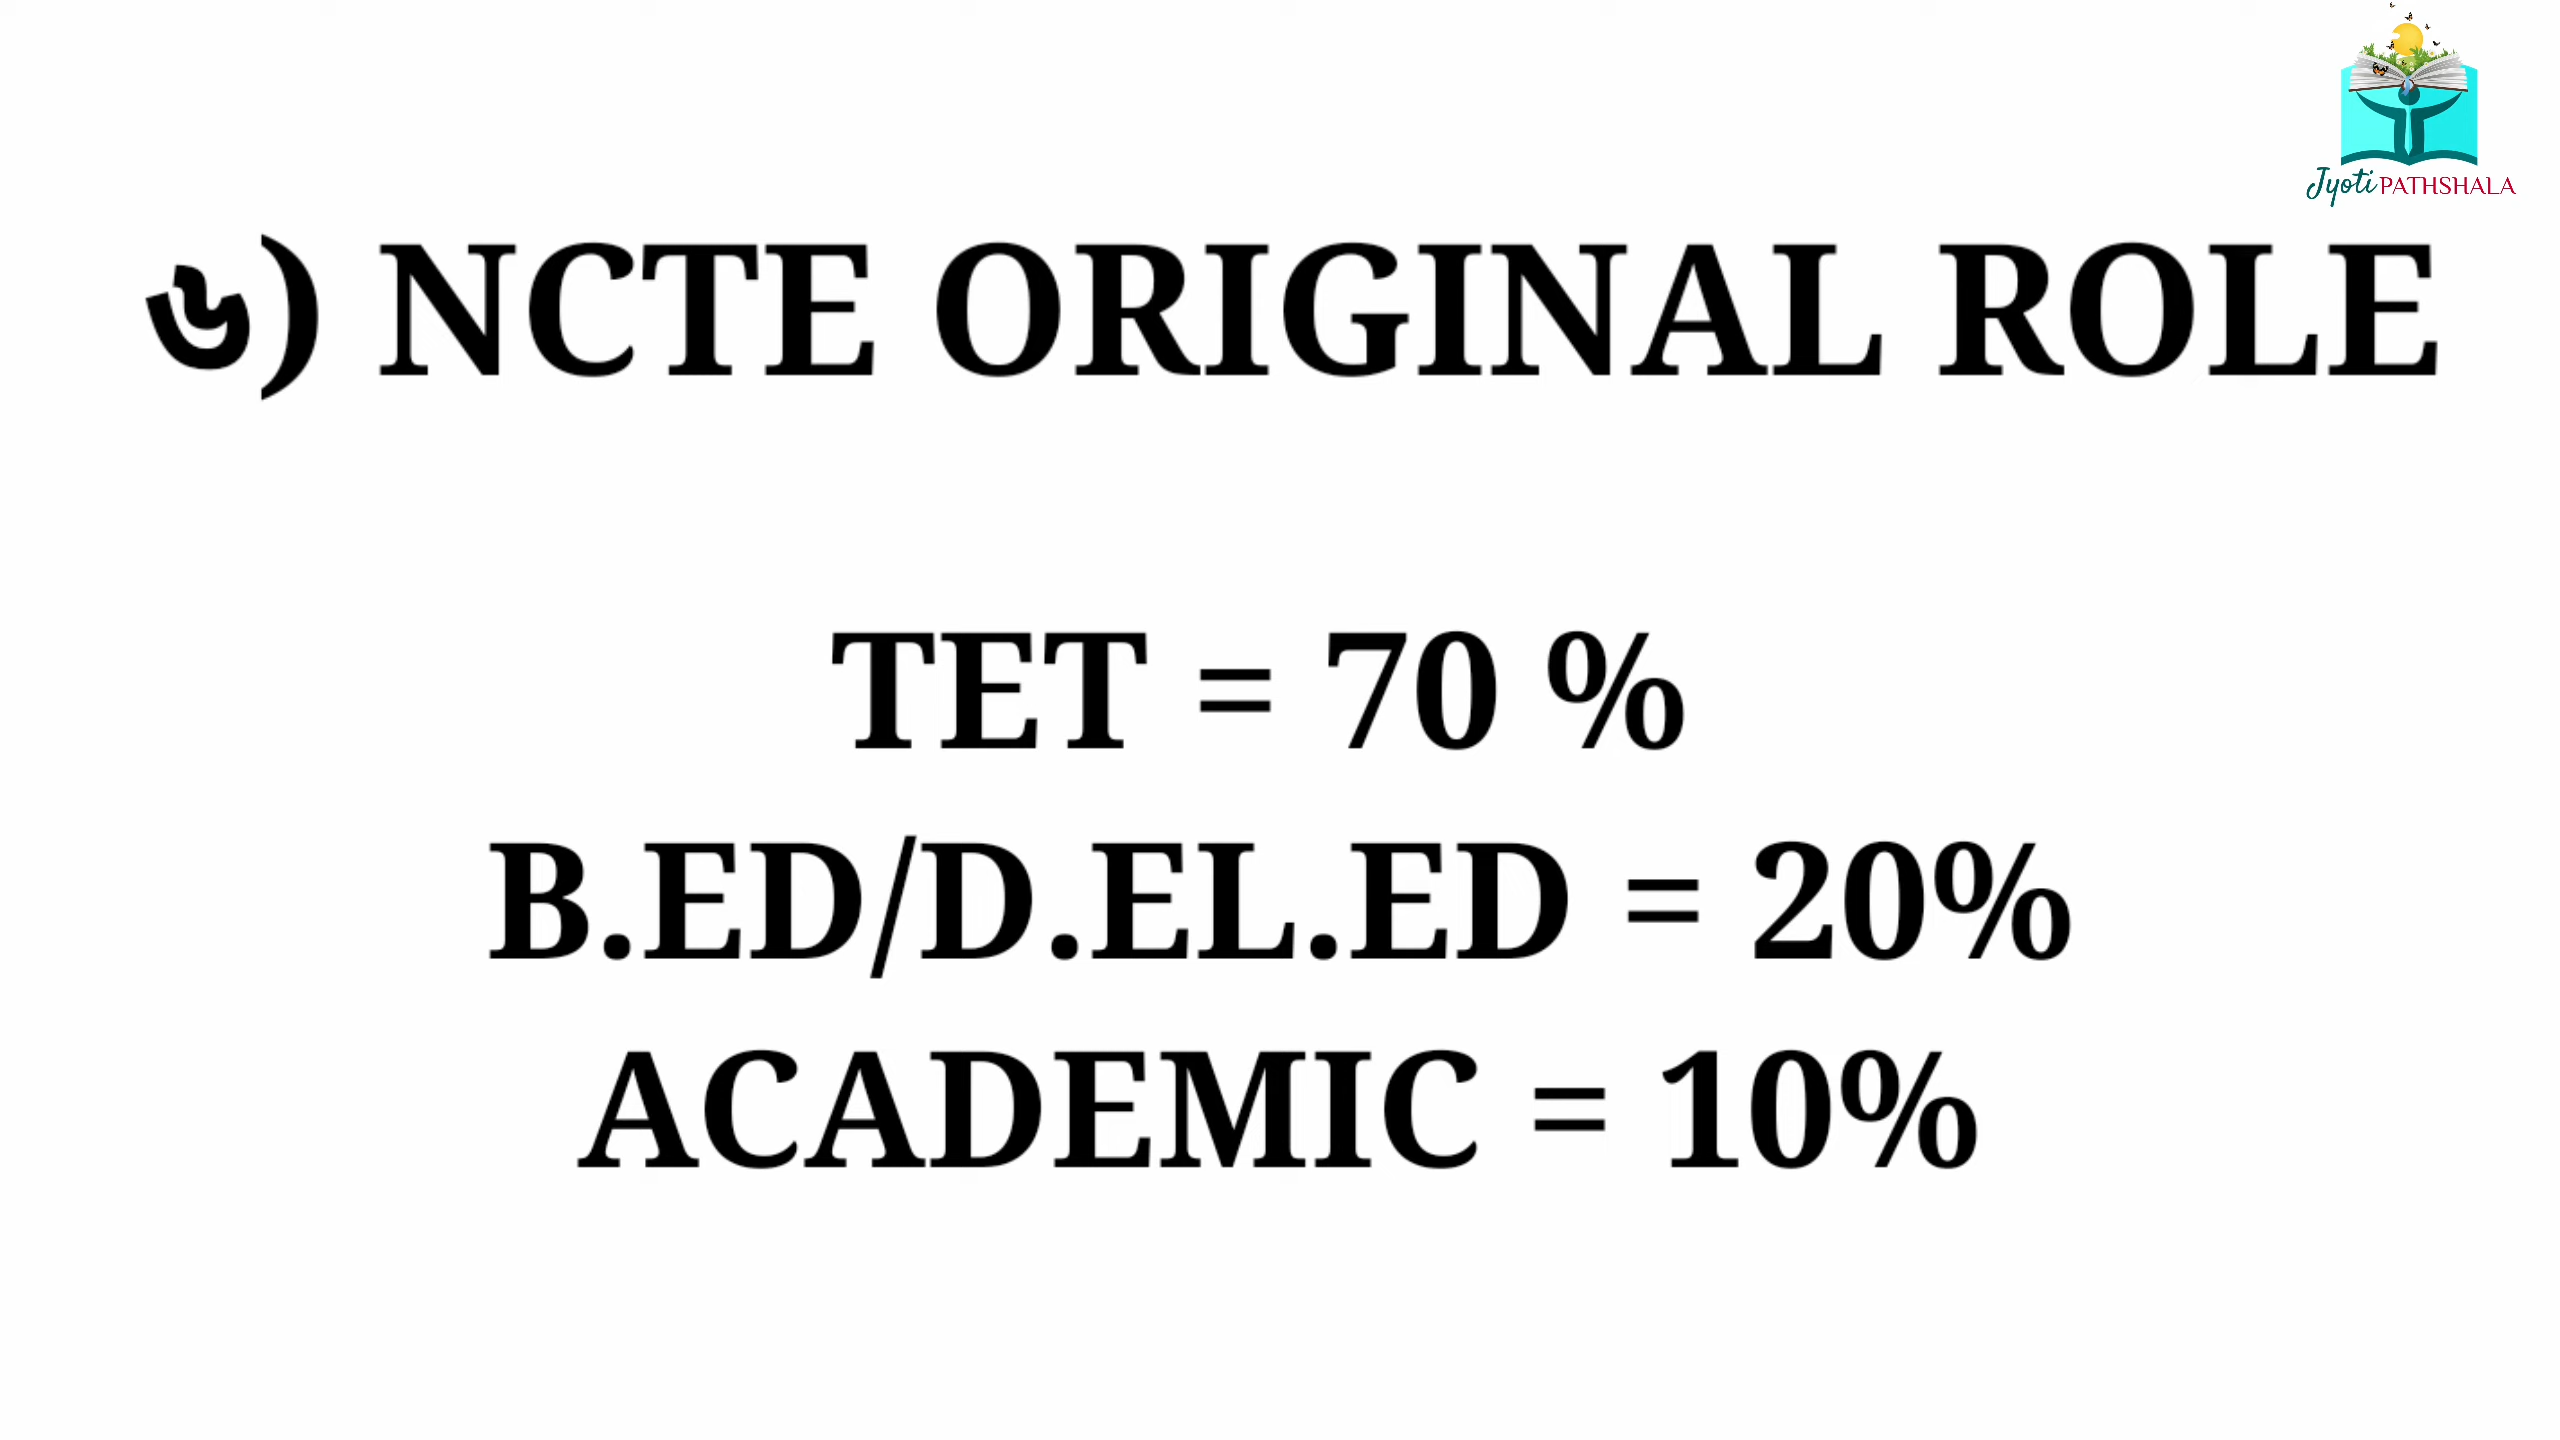 Jyoti PATHSHALA
৬) NCTE ORIGINAL ROLE
TET = 70 %
B.ED/D.EL.ED = 20%
ACADEMIC = 10%